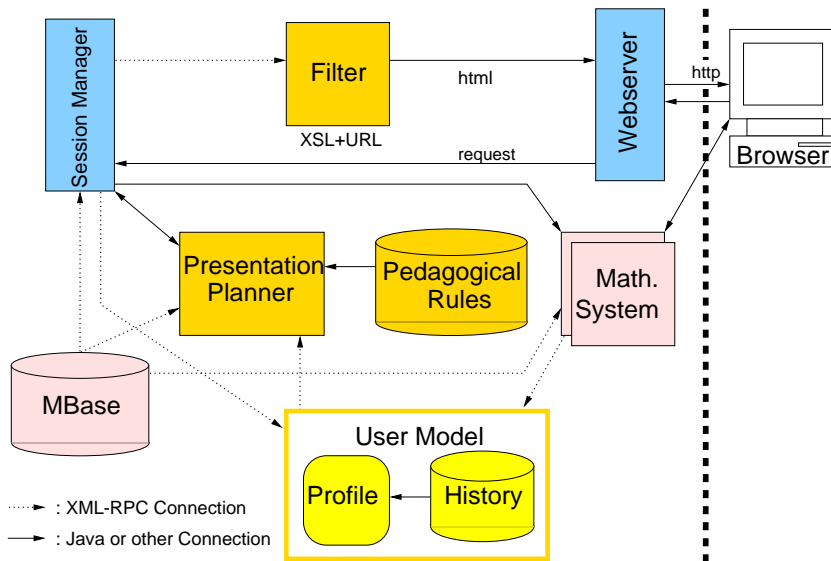 Session Manager
Filter
XSL+URL
html
request
Webserver
http
Browser
Presentation
Planner
Pedagogical
Rules
Math.
System
MBase
User Model
Profile
History
: XML-RPC Connection
: Java or other Connection